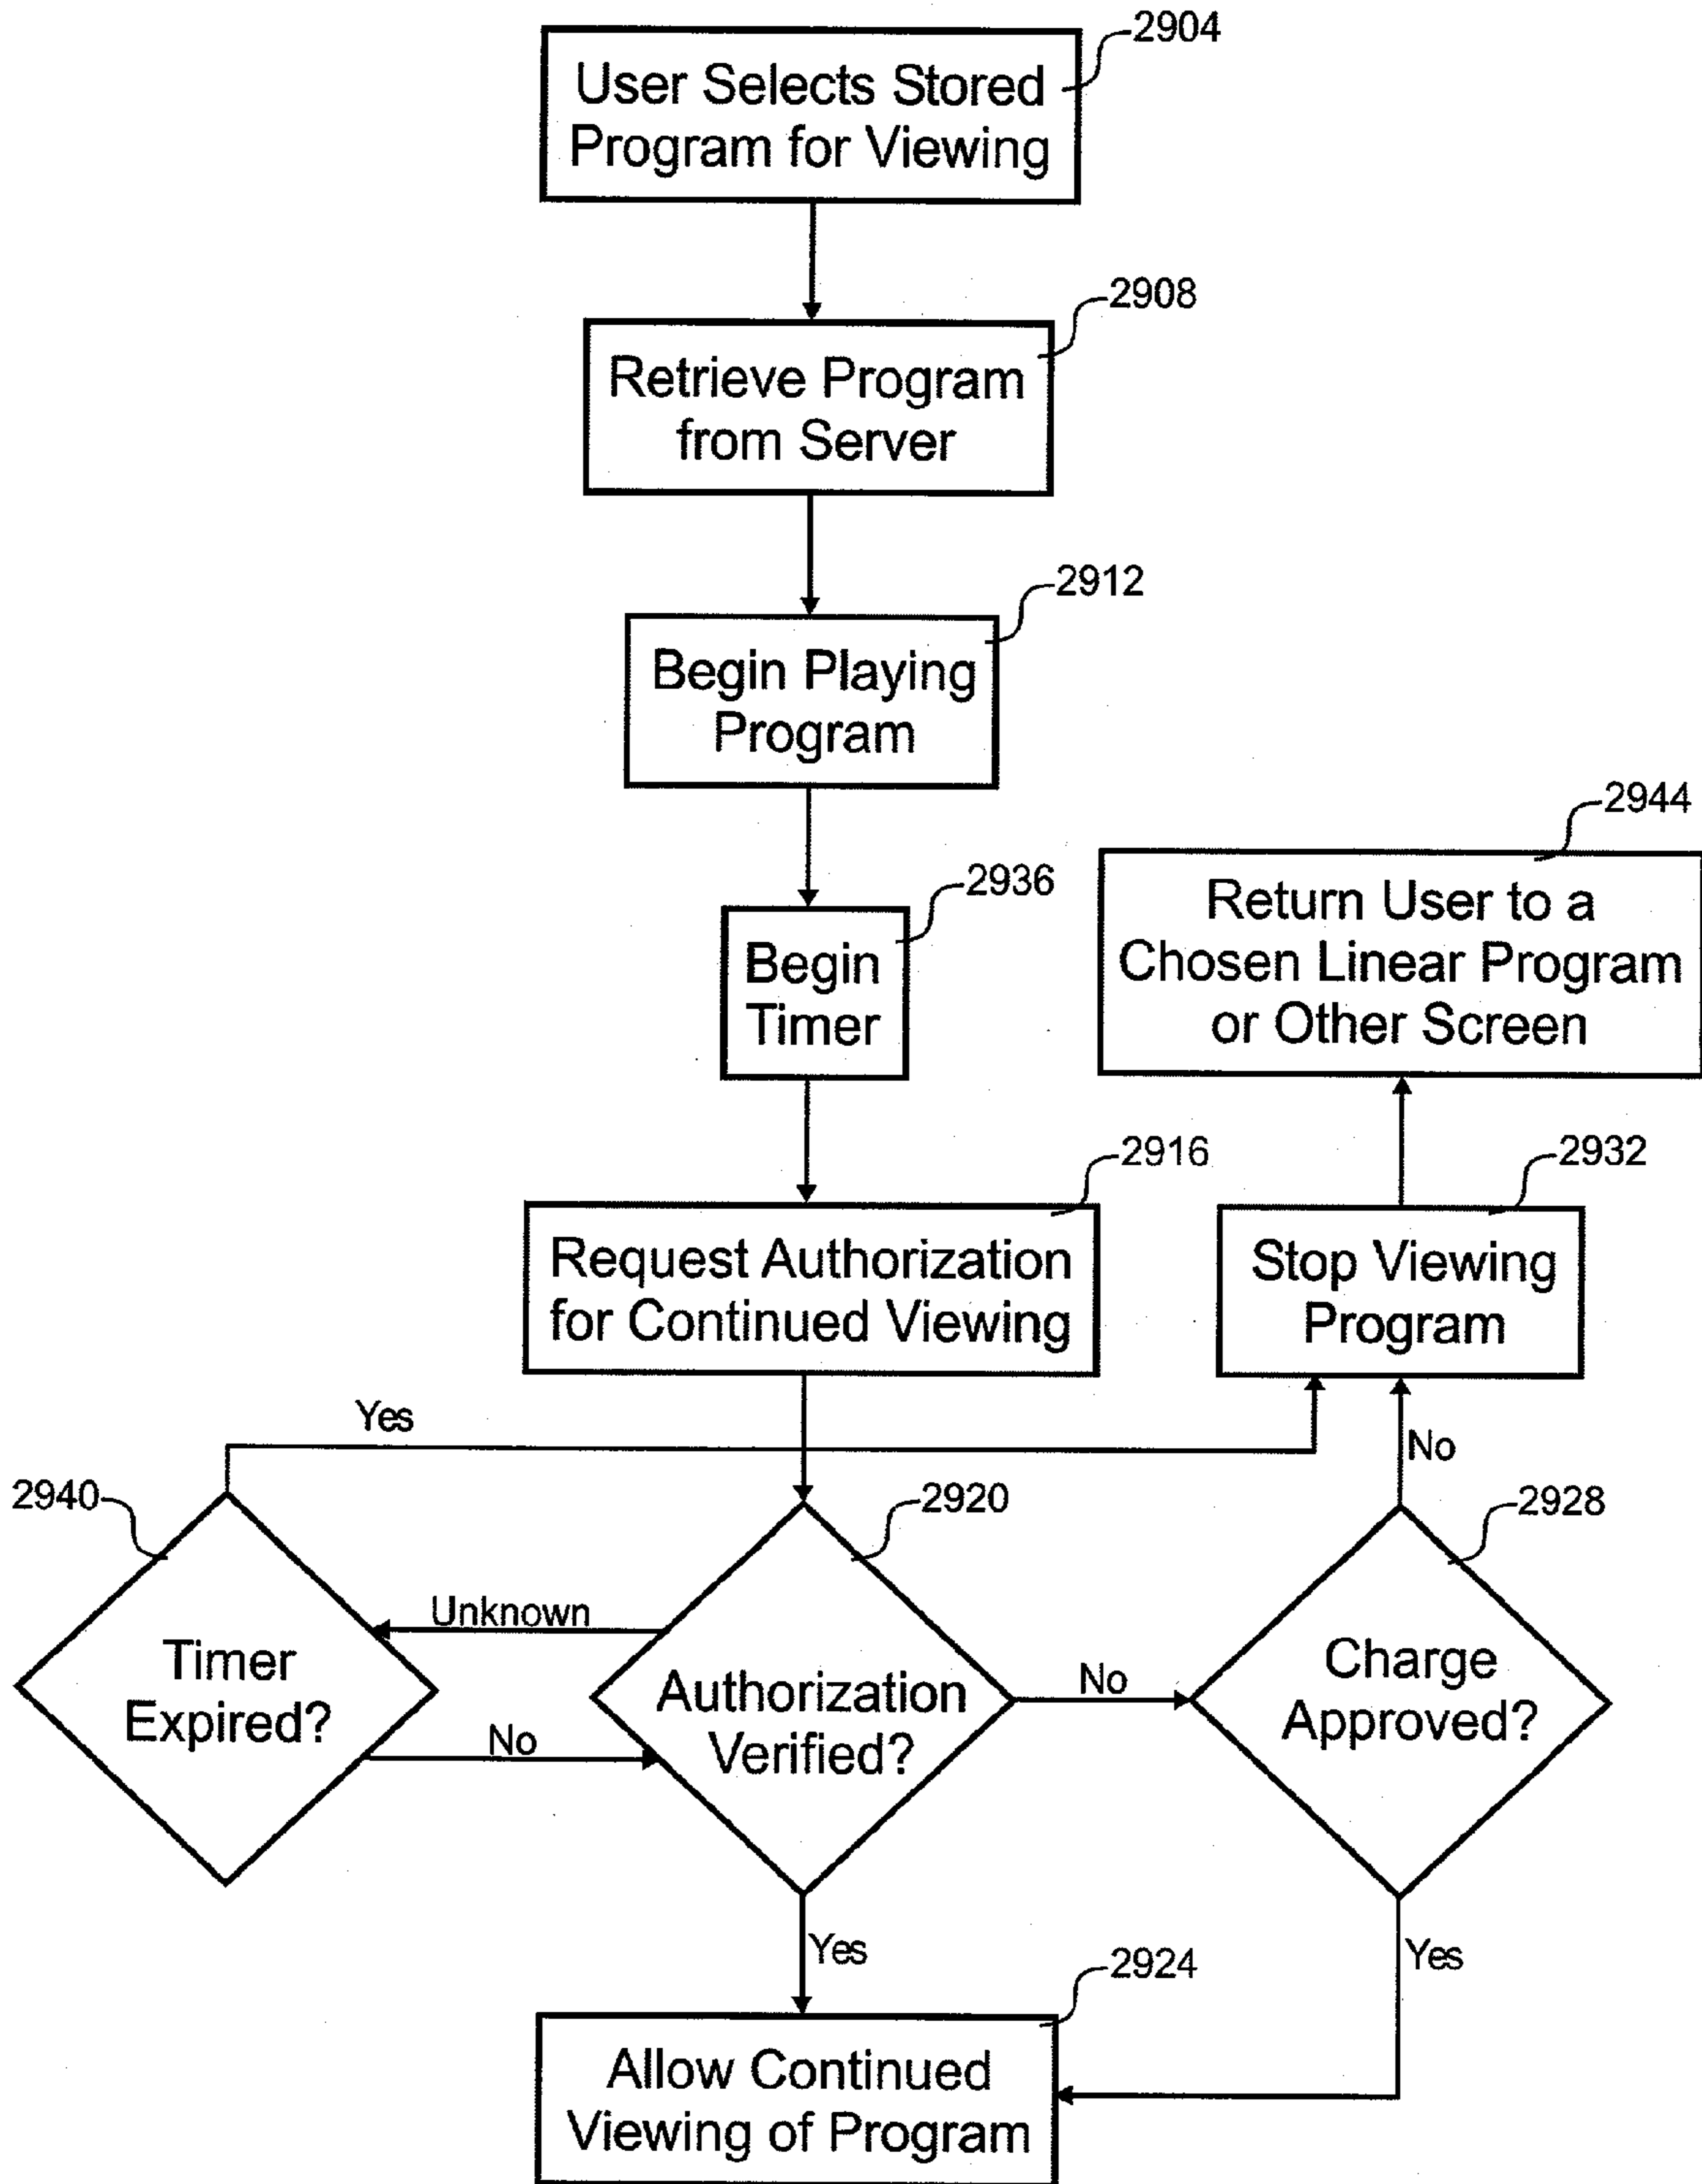 2904
User Selects Stored
Program for Viewing
2908
Retrieve Program
from Server
2912
Begin Playing
Program
2944
Return User to a
Chosen Linear Program
or Other Screen
2936
Begin
Timer
2916
Request Authorization
for Continued Viewing
2932
Stop Viewing
Program
Yes
No
2940
Timer
Expired?
Unknown
No
2920
Authorization
Verified?
No
2928
Charge
Approved?
Yes
Yes
2924
Allow Continued
Viewing of Program